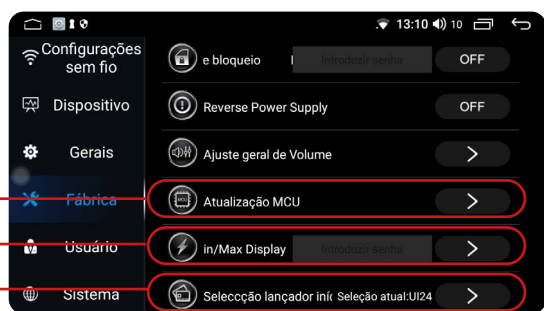 13:10 10
Configurações
sem fio
Dispositivo
Gerais
Fábrica
Usuário
Sistema
e bloqueio Introduzir senha OFF
Reverse Power Supply OFF
Ajuste geral de Volume
MCU Atualização MCU
in/Max Display Introduzir senha
Seleccção lançador iní Seleção atual:UI24